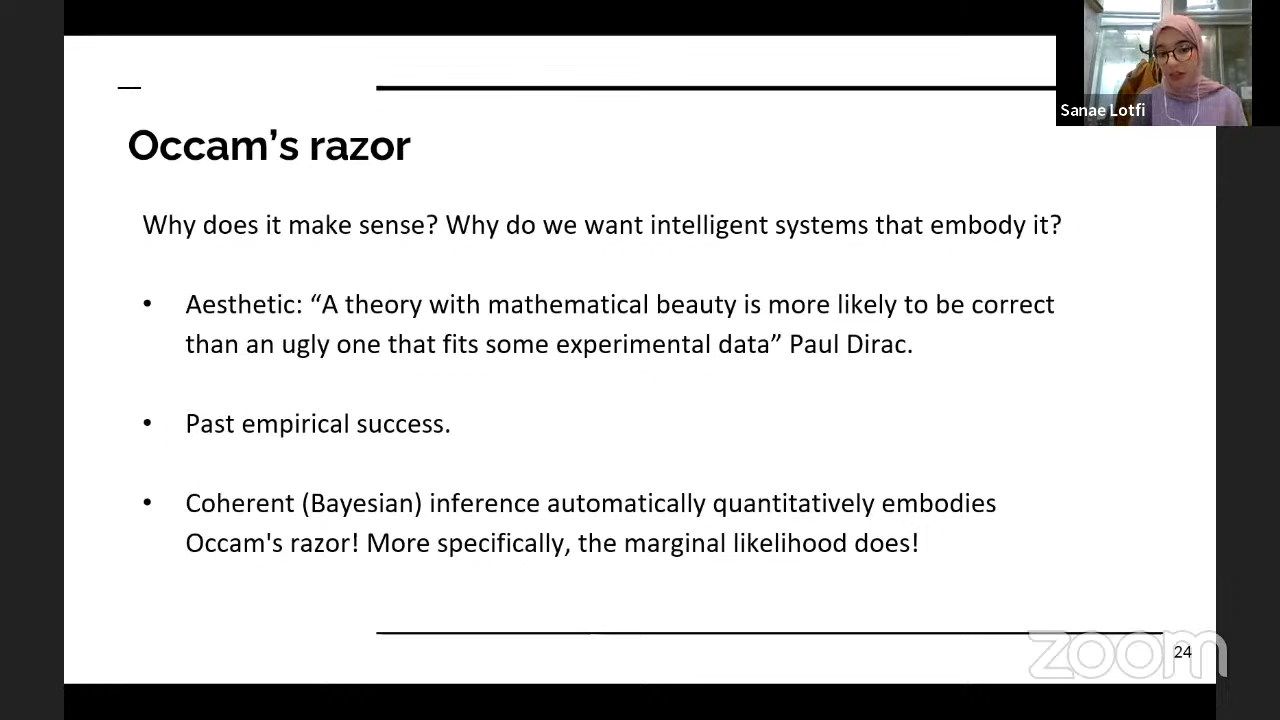 Sanae Lotfi
Occam's razor
Why does it make sense? Why do we want intelligent systems that embody it?
• Aesthetic: “A theory with mathematical beauty is more likely to be correct
than an ugly one that fits some experimental data” Paul Dirac.
• Past empirical success.
• Coherent (Bayesian) inference automatically quantitatively embodies
Occam's razor! More specifically, the marginal likelihood does!
zoom
24